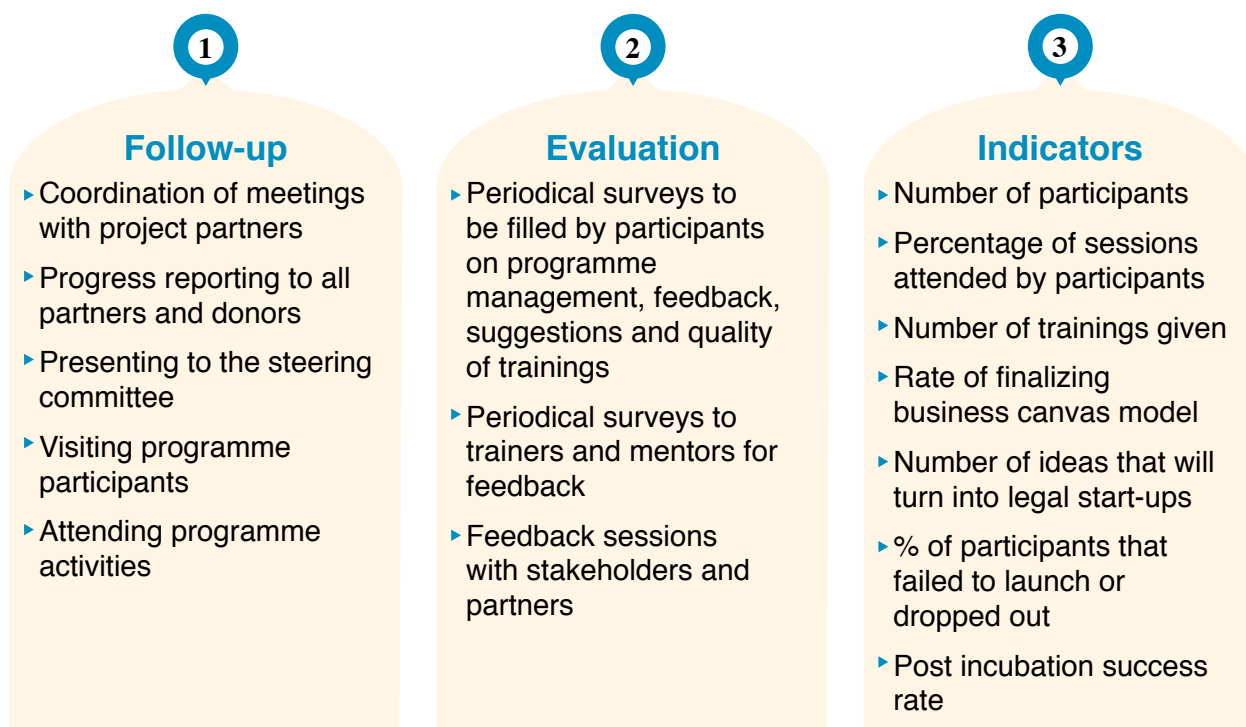 1
Follow-up
Coordination of meetings
with project partners
Progress reporting to all
partners and donors
Presenting to the steering
committee
Visiting programme
participants
Attending programme
activities
2
Evaluation
Periodical surveys to
be filled by participants
on programme
management, feedback,
suggestions and quality
of trainings
Periodical surveys to
trainers and mentors for
feedback
Feedback sessions
with stakeholders and
partners
3
Indicators
Number of participants
Percentage of sessions
attended by participants
Number of trainings given
Rate of finalizing
business canvas model
Number of ideas that will
turn into legal start-ups
% of participants that
failed to launch or
dropped out
Post incubation success
rate